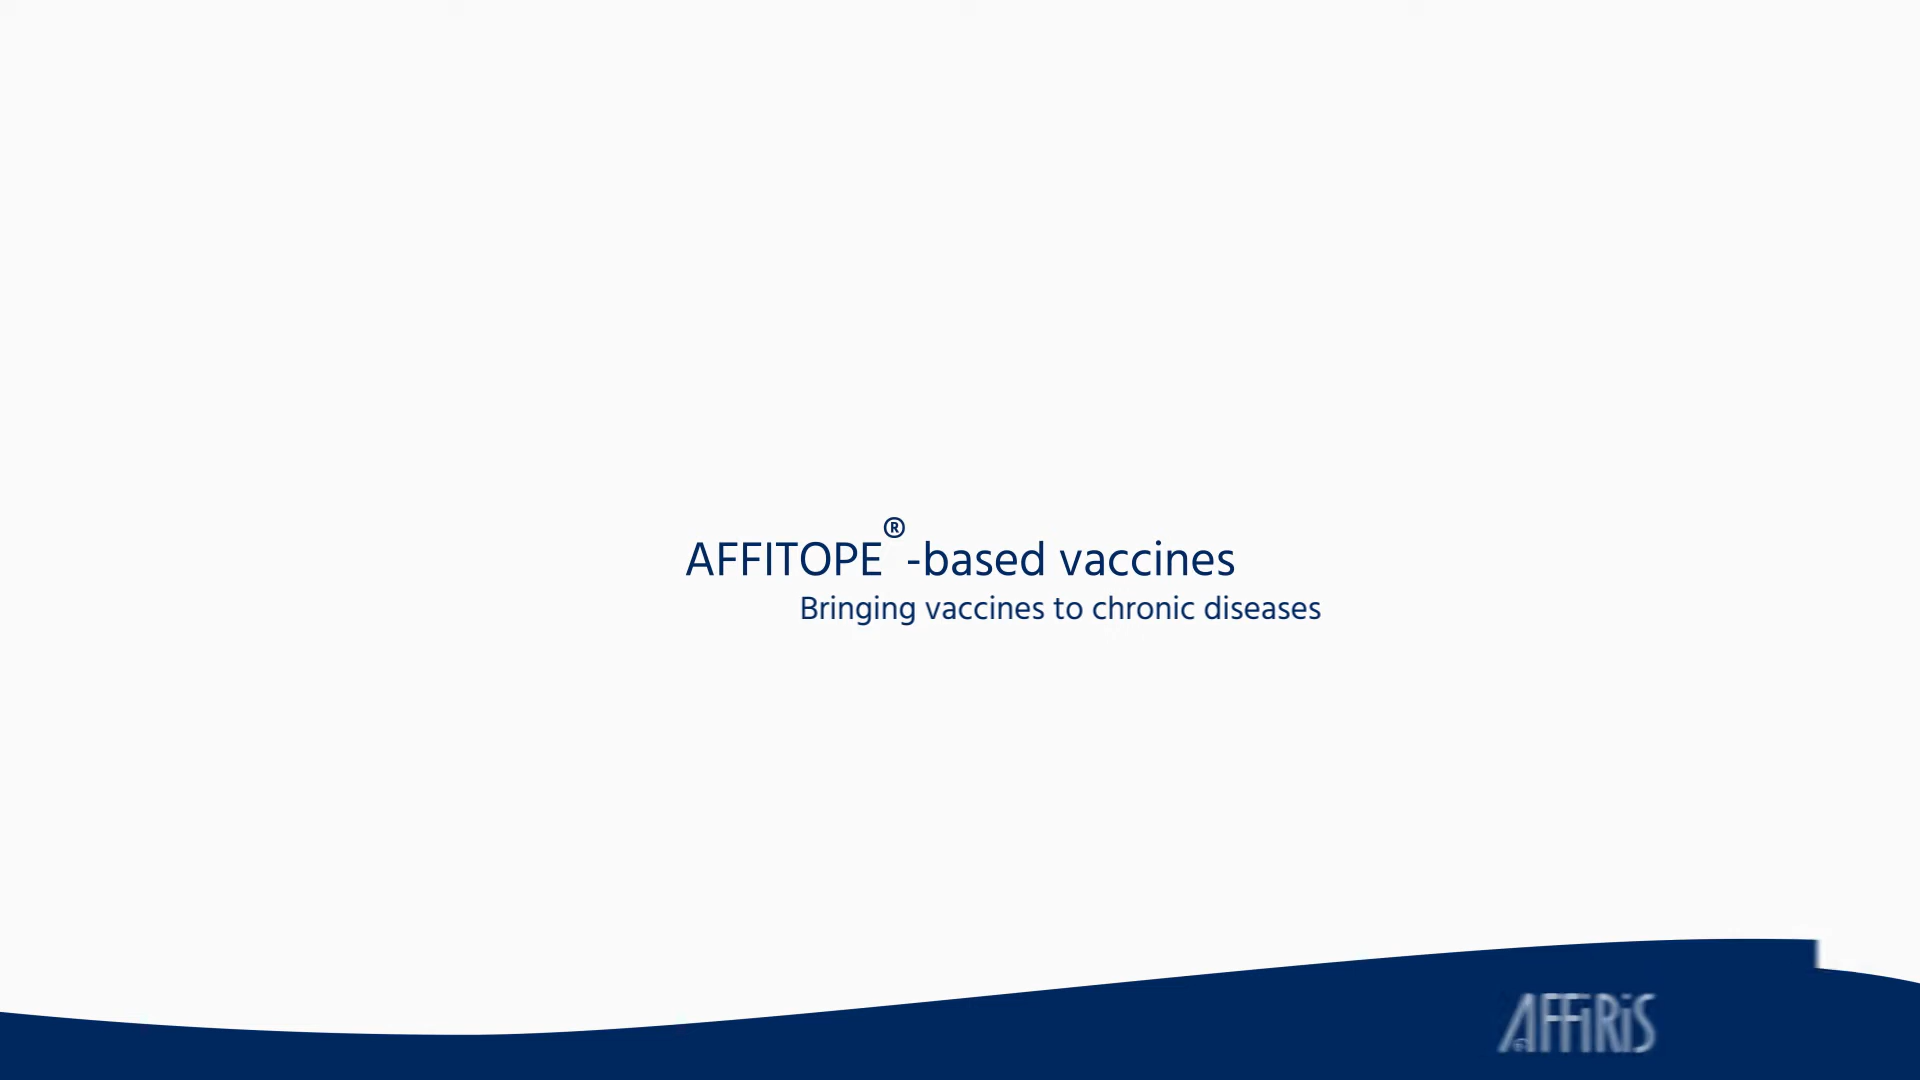 AFFITOPE®-based vaccines
Bringing vaccines to chronic diseases
AFFiRiS